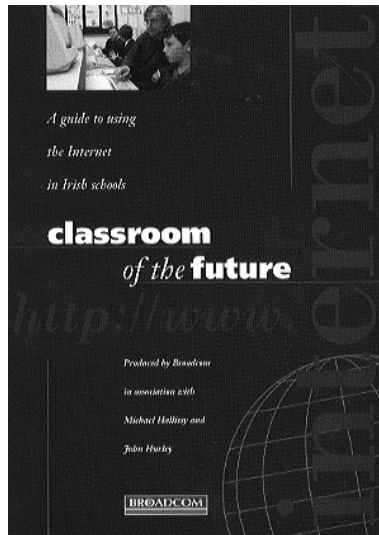 A guide to using
the Internet
in Irish schools
classroom
of the future
http://www.
internet
Produced by Broadcom
in association with
Michael Hallissy and
John Hurley
BROADCOM